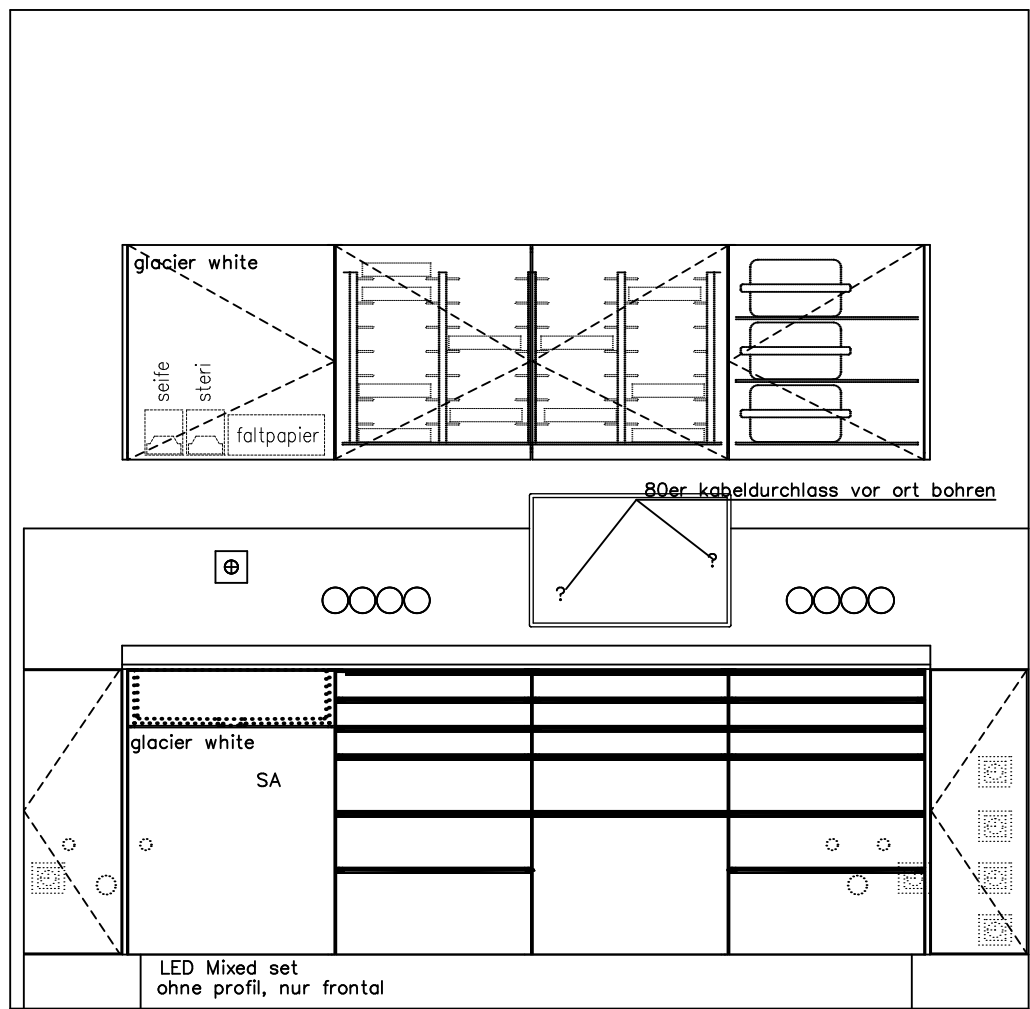 glacier white
seife
steri
faltpapier
80er kabeldurchlass vor ort bohren
?
?
glacier white
SA
LED Mixed set
ohne profil, nur frontal